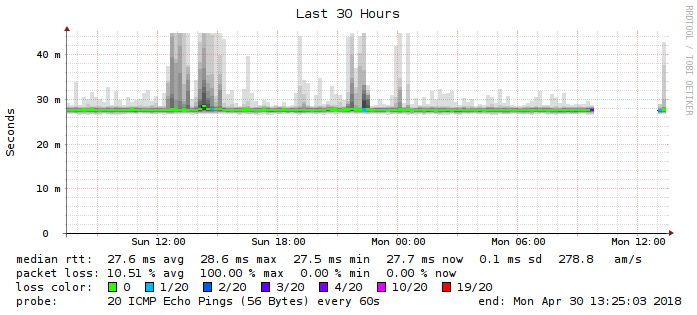 Last 30 Hours
RRDTOOL / TOBI OETIKER
Seconds
40 m
30 m
20 m
10 m
0
Sun 12:00 Sun 18:00 Mon 00:00 Mon 06:00 Mon 12:00
median rtt: 27.6 ms avg 28.6 ms max 27.5 ms min 27.7 ms now 0.1 ms sd 278.8 am/s
packet loss: 10.51 % avg 100.00 % max 0.00 % min 0.00 % now
loss color: 0 1/20 2/20 3/20 4/20 10/20 19/20
probe: 20 ICMP Echo Pings (56 Bytes) every 60s end: Mon Apr 30 13:25:03 2018